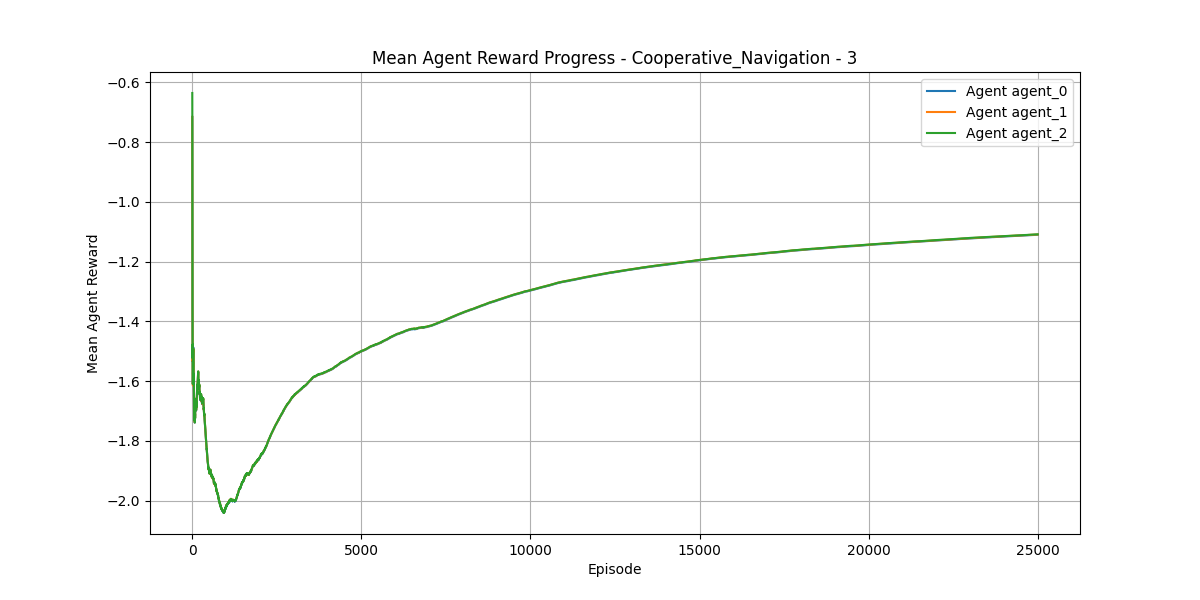 Mean Agent Reward Progress - Cooperative_Navigation - 3
Agent agent_0
Agent agent_1
Agent agent_2
Mean Agent Reward
−0.6
−0.8
−1.0
−1.2
−1.4
−1.6
−1.8
−2.0
0
5000
10000
15000
20000
25000
Episode